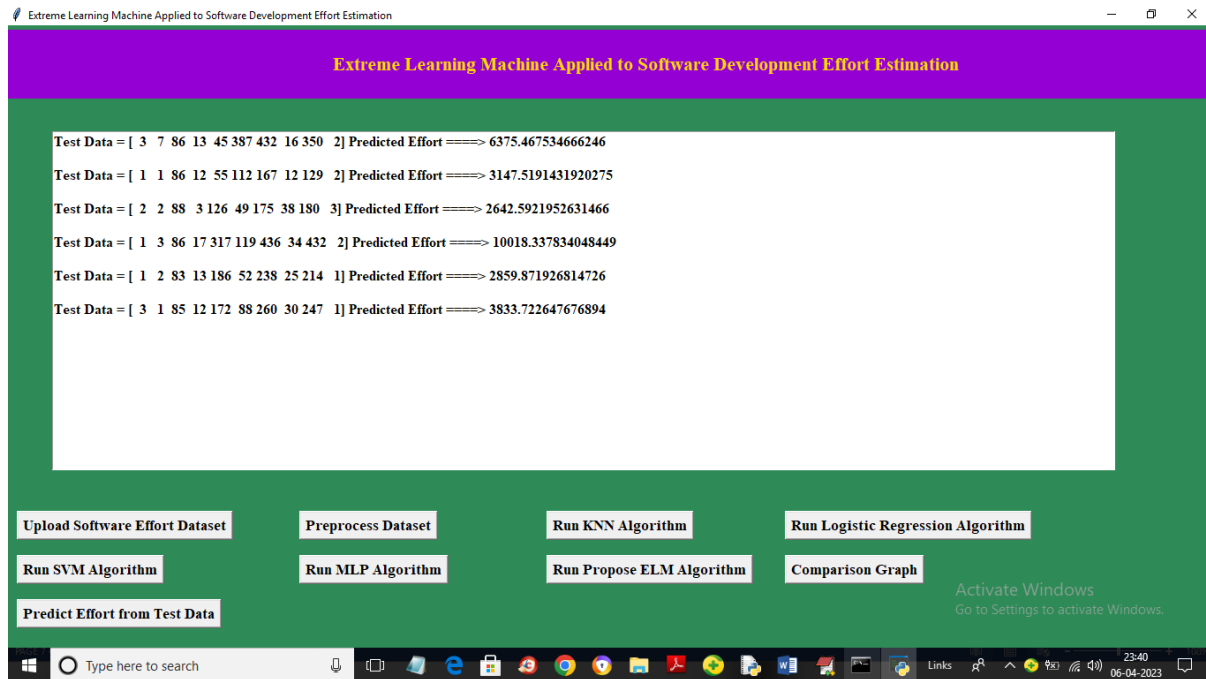 Extreme Learning Machine Applied to Software Development Effort Estimation
Extreme Learning Machine Applied to Software Development Effort Estimation
Test Data = [ 3 7 86 13 45 387 432 16 350 2] Predicted Effort ====> 6375.467534666246
Test Data = [ 1 1 86 12 55 112 167 12 129 2] Predicted Effort ====> 3147.5191431920275
Test Data = [ 2 2 88 3 126 49 175 38 180 3] Predicted Effort ====> 2642.5921952631466
Test Data = [ 1 3 86 17 317 119 436 34 432 2] Predicted Effort ====> 10018.337834048449
Test Data = [ 1 2 83 13 186 52 238 25 214 1] Predicted Effort ====> 2859.871926814726
Test Data = [ 3 1 85 12 172 88 260 30 247 1] Predicted Effort ====> 3833.722647676894
Upload Software Effort Dataset
Preprocess Dataset
Run KNN Algorithm
Run Logistic Regression Algorithm
Run SVM Algorithm
Run MLP Algorithm
Run Propose ELM Algorithm
Comparison Graph
Predict Effort from Test Data
Activate Windows
Go to Settings to activate Windows.
Type here to search
Links
23:40
06-04-2023